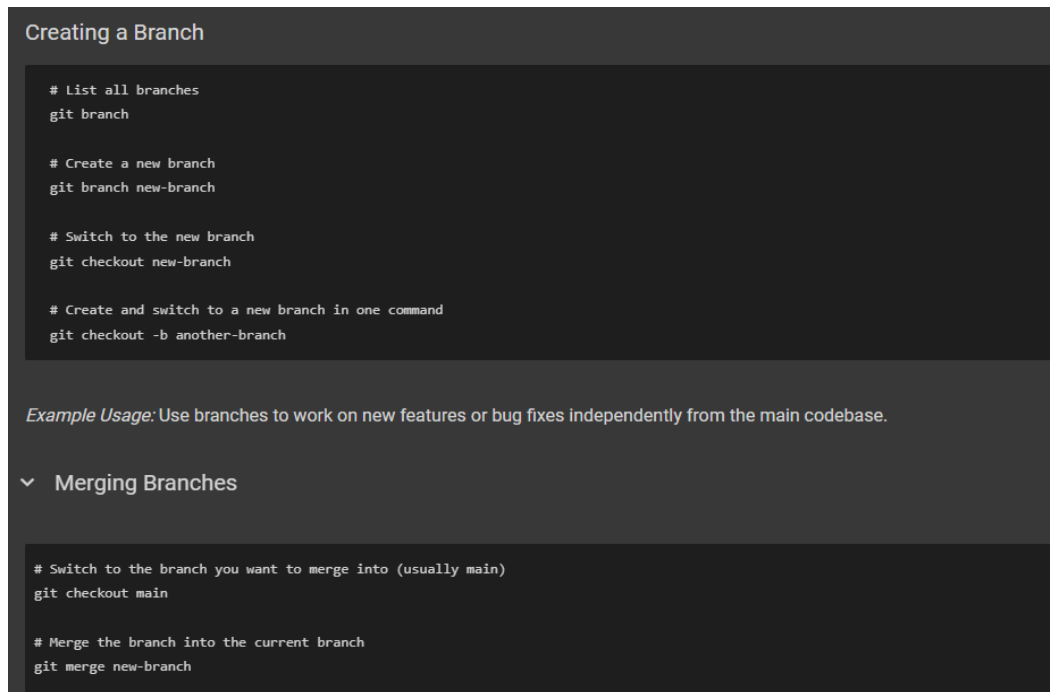 Creating a Branch
# List all branches
git branch
# Create a new branch
git branch new-branch
# Switch to the new branch
git checkout new-branch
# Create and switch to a new branch in one command
git checkout -b another-branch
Example Usage: Use branches to work on new features or bug fixes independently from the main codebase.
Merging Branches
# Switch to the branch you want to merge into (usually main)
git checkout main
# Merge the branch into the current branch
git merge new-branch